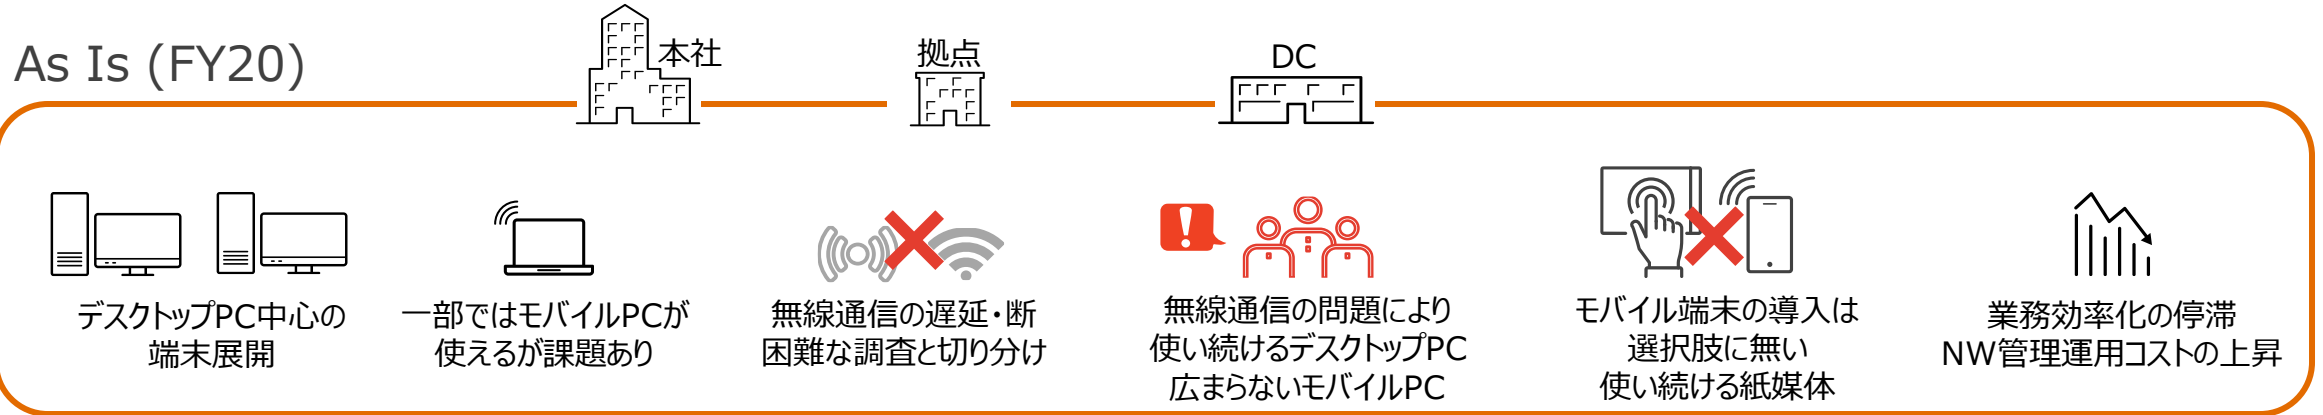 As Is (FY20)
本社
拠点
DC
デスクトップPC中心の
端末展開
一部ではモバイルPCが
使えるが課題あり
無線通信の遅延・断
困難な調査と切り分け
無線通信の問題により
使い続けるデスクトップPC
広まらないモバイルPC
モバイル端末の導入は
選択肢に無い
使い続ける紙媒体
業務効率化の停滞
NW管理運用コストの上昇